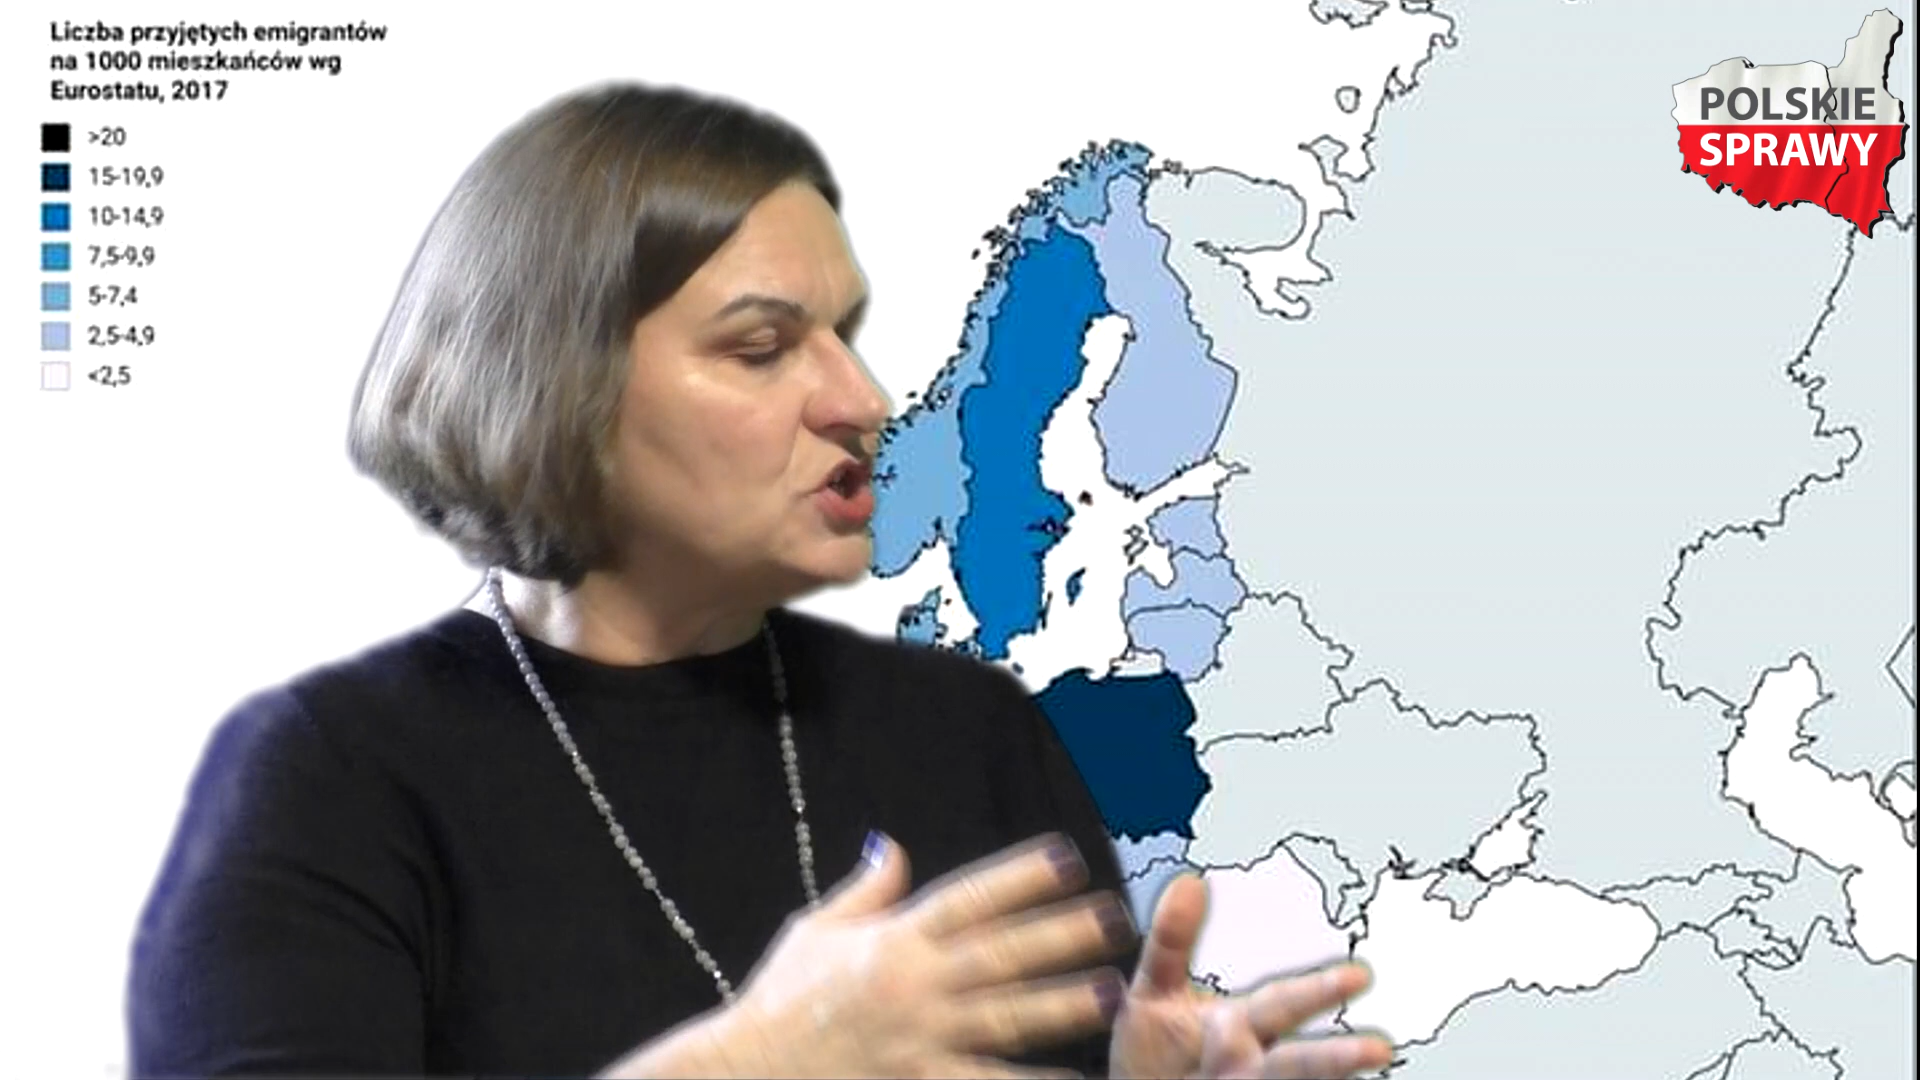 Liczba przyjętych emigrantów
na 1000 mieszkańców wg
Eurostatu, 2017
>20
15-19,9
10-14,9
7,5-9,9
5-7,4
2,5-4,9
<2,5
POLSKIE
SPRAWY